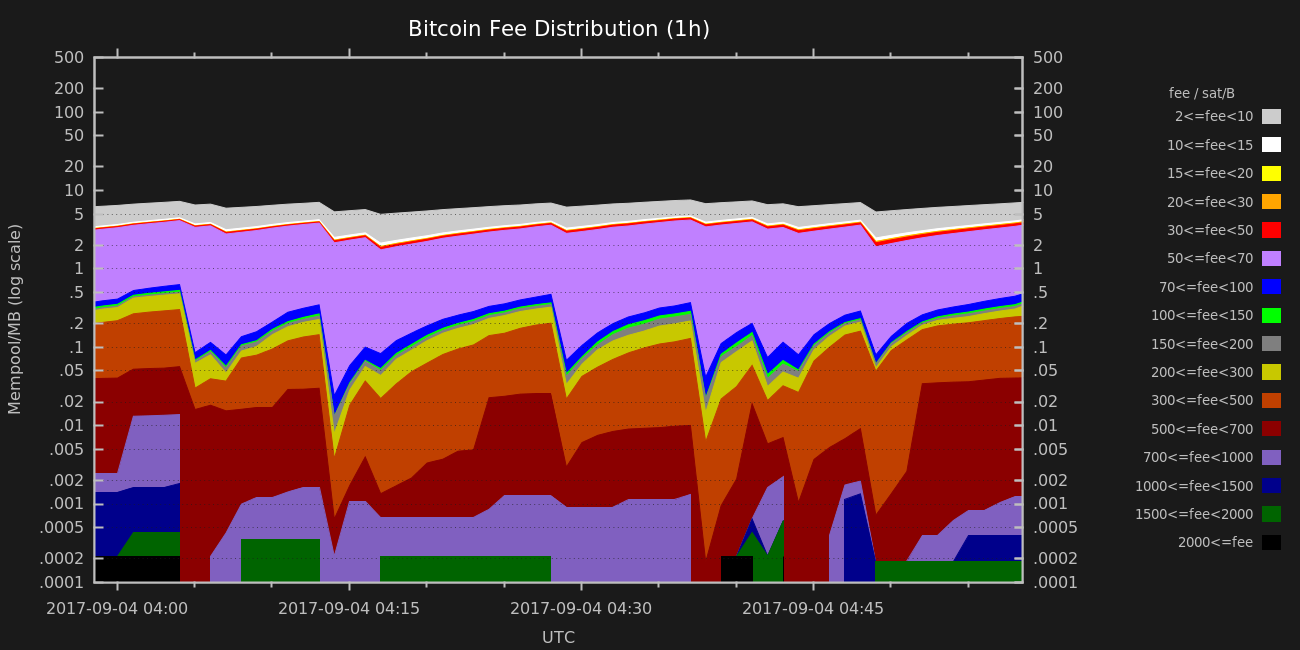 Bitcoin Fee Distribution (1h)
500
200
100
50
20
10
5
2
1
.5
.2
.1
.05
.02
.01
.005
.002
.001
.0005
.0002
.0001
Mempool/MB (log scale)
500
200
100
50
20
10
5
2
1
.5
.2
.1
.05
.02
.01
.005
.002
.001
.0005
.0002
.0001
2017-09-04 04:00
2017-09-04 04:15
2017-09-04 04:30
2017-09-04 04:45
UTC
fee / sat/B
2<=fee<10
10<=fee<15
15<=fee<20
20<=fee<30
30<=fee<50
50<=fee<70
70<=fee<100
100<=fee<150
150<=fee<200
200<=fee<300
300<=fee<500
500<=fee<700
700<=fee<1000
1000<=fee<1500
1500<=fee<2000
2000<=fee